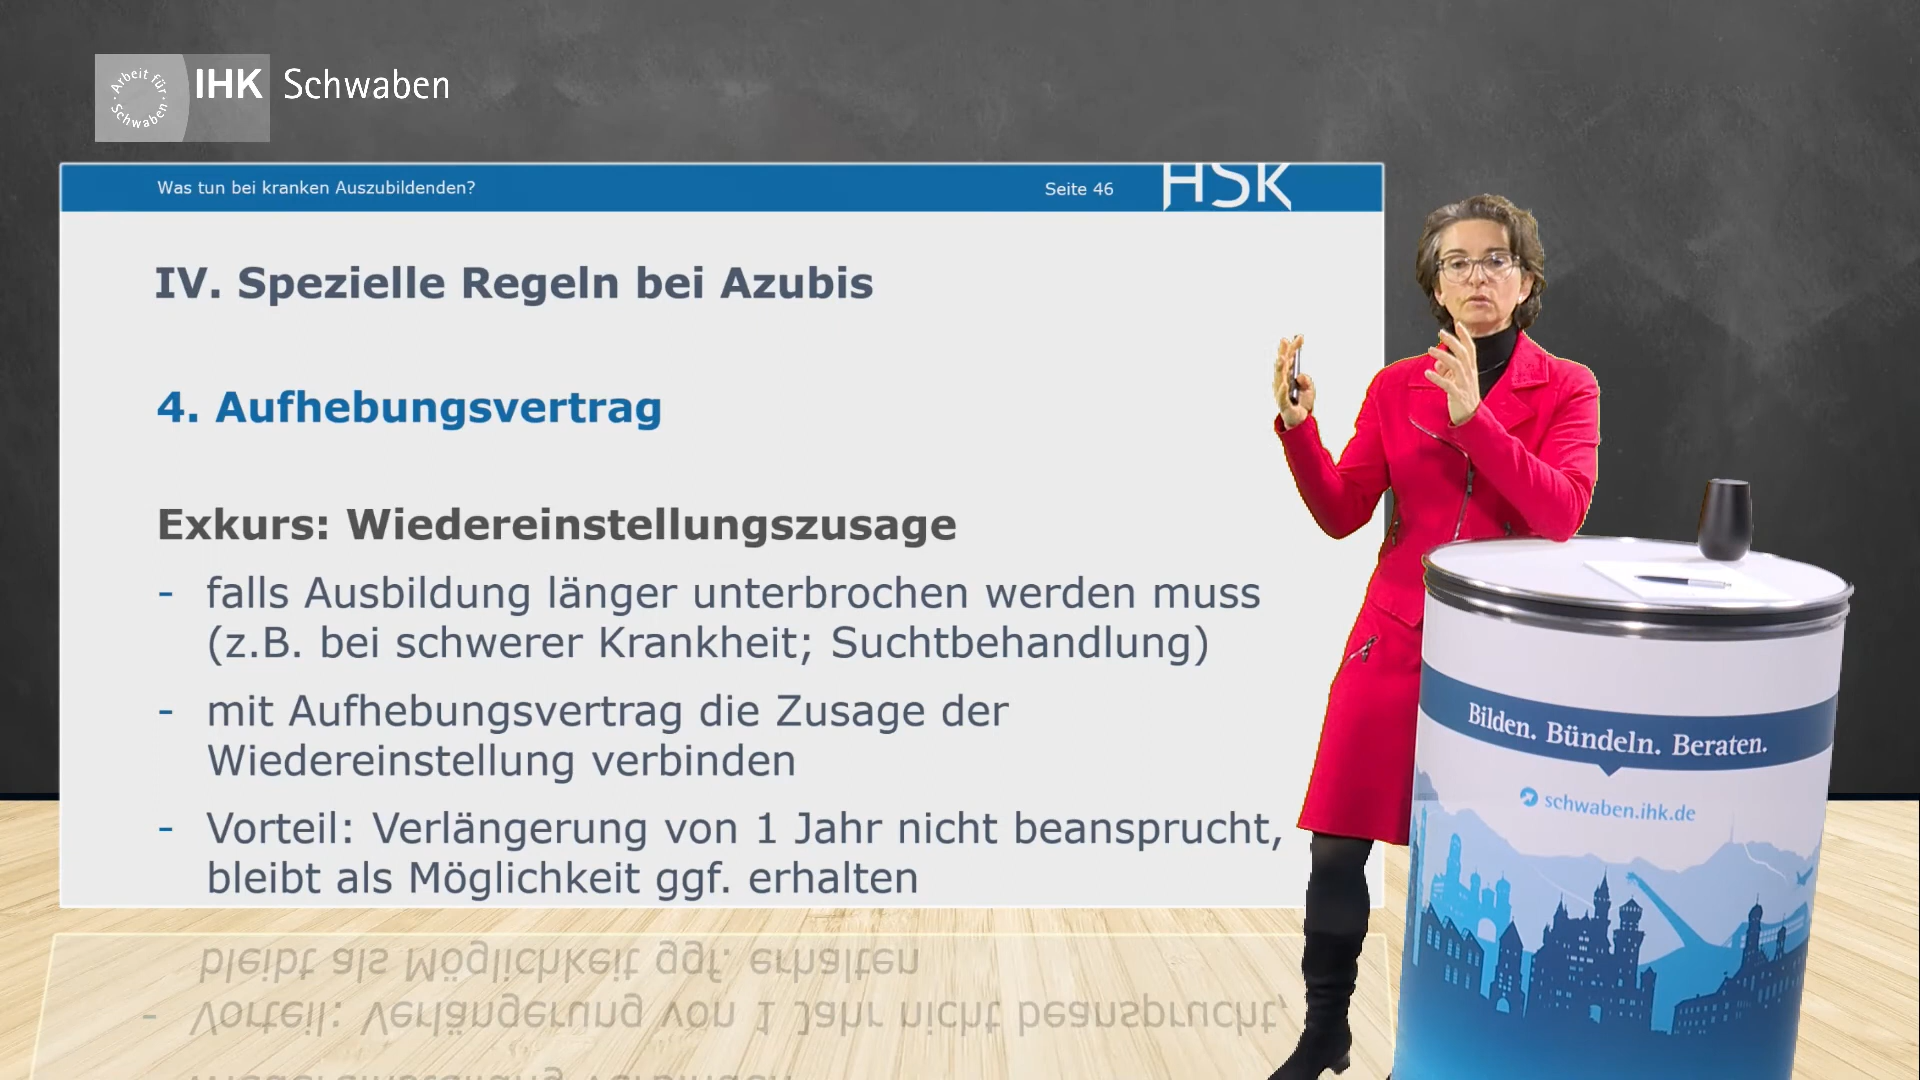 Arbeit für
Schwaben
IHK Schwaben
Was tun bei kranken Auszubildenden?
Seite 46
HSK
IV. Spezielle Regeln bei Azubis
4. Aufhebungsvertrag
Exkurs: Wiedereinstellungszusage
- falls Ausbildung länger unterbrochen werden muss
(z.B. bei schwerer Krankheit; Suchtbehandlung)
- mit Aufhebungsvertrag die Zusage der
Wiedereinstellung verbinden
- Vorteil: Verlängerung von 1 Jahr nicht beansprucht,
bleibt als Möglichkeit ggf. erhalten
Bilden. Bündeln. Beraten.
schwaben.ihk.de